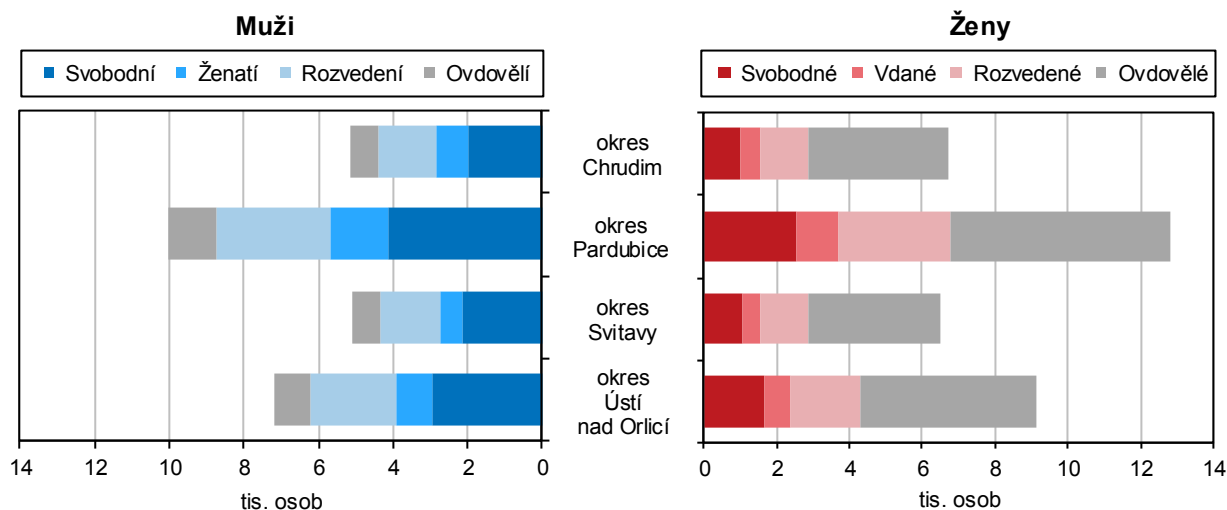 Muži
Svobodní Ženatí Rozvedení Ovdovělí
14 12 10 8 6 4 2 0
tis. osob
okres
Chrudim
okres
Pardubice
okres
Svitavy
okres
Ústí
nad Orlicí
Ženy
Svobodné Vdané Rozvedené Ovdovělé
0 2 4 6 8 10 12 14
tis. osob